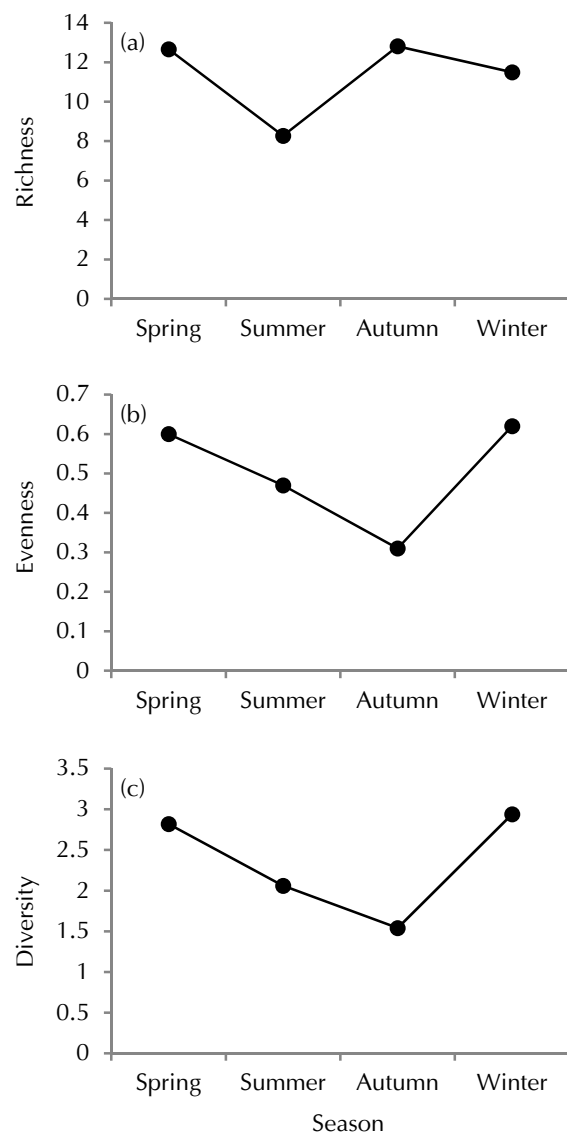 (a)
Richness
14
12
10
8
6
4
2
0
Spring Summer Autumn Winter
(b)
Evenness
0.7
0.6
0.5
0.4
0.3
0.2
0.1
0
Spring Summer Autumn Winter
(c)
Diversity
3.5
3
2.5
2
1.5
1
0.5
0
Spring Summer Autumn Winter
Season